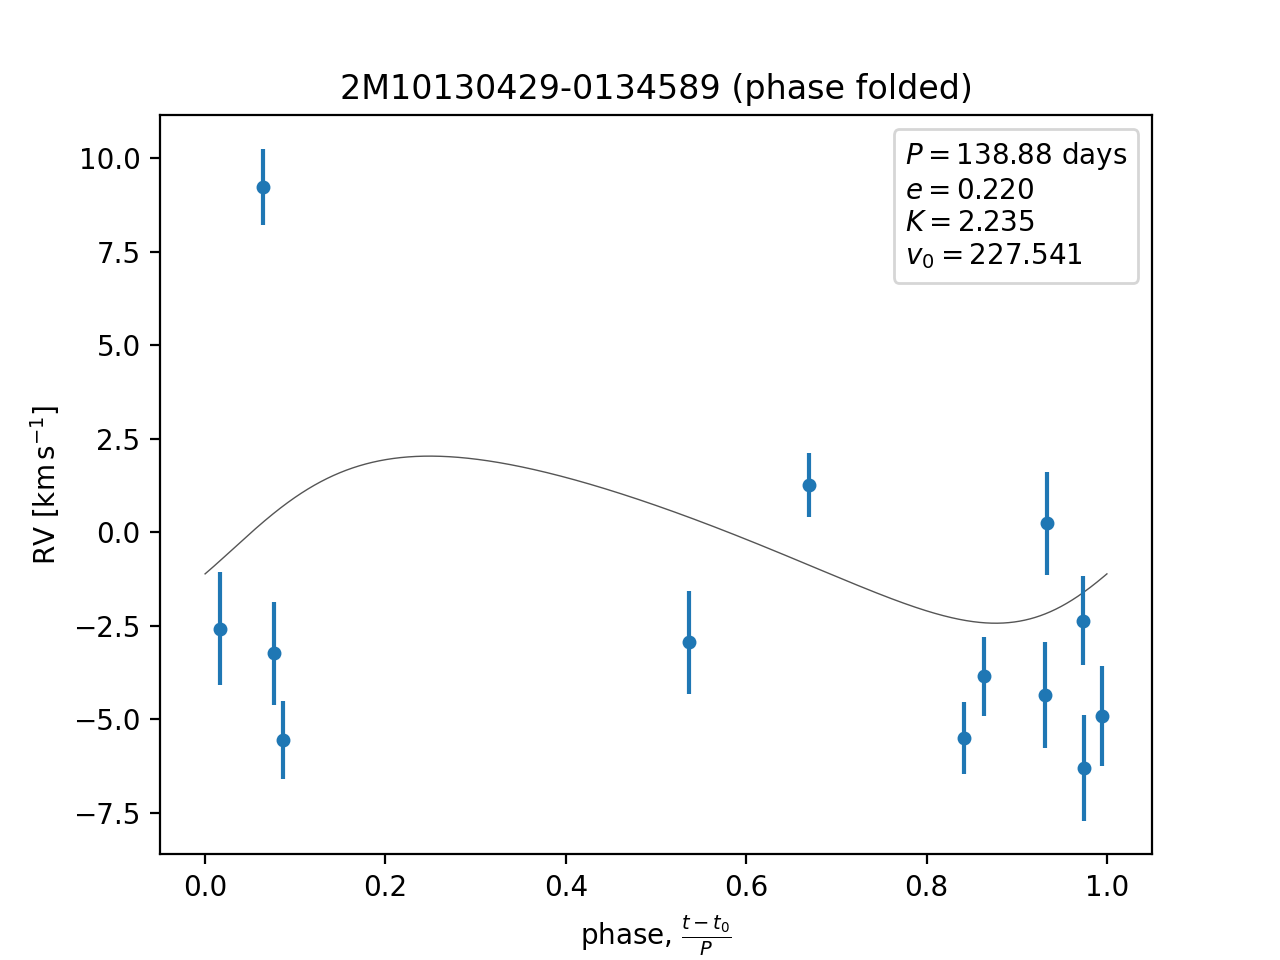 2M10130429-0134589 (phase folded)
P = 138.88 days
e = 0.220
K = 2.235
v₀ = 227.541
10.0
7.5
5.0
2.5
0.0
−2.5
−5.0
−7.5
RV [km s⁻¹]
0.0 0.2 0.4 0.6 0.8 1.0
phase, (t − t₀)/P